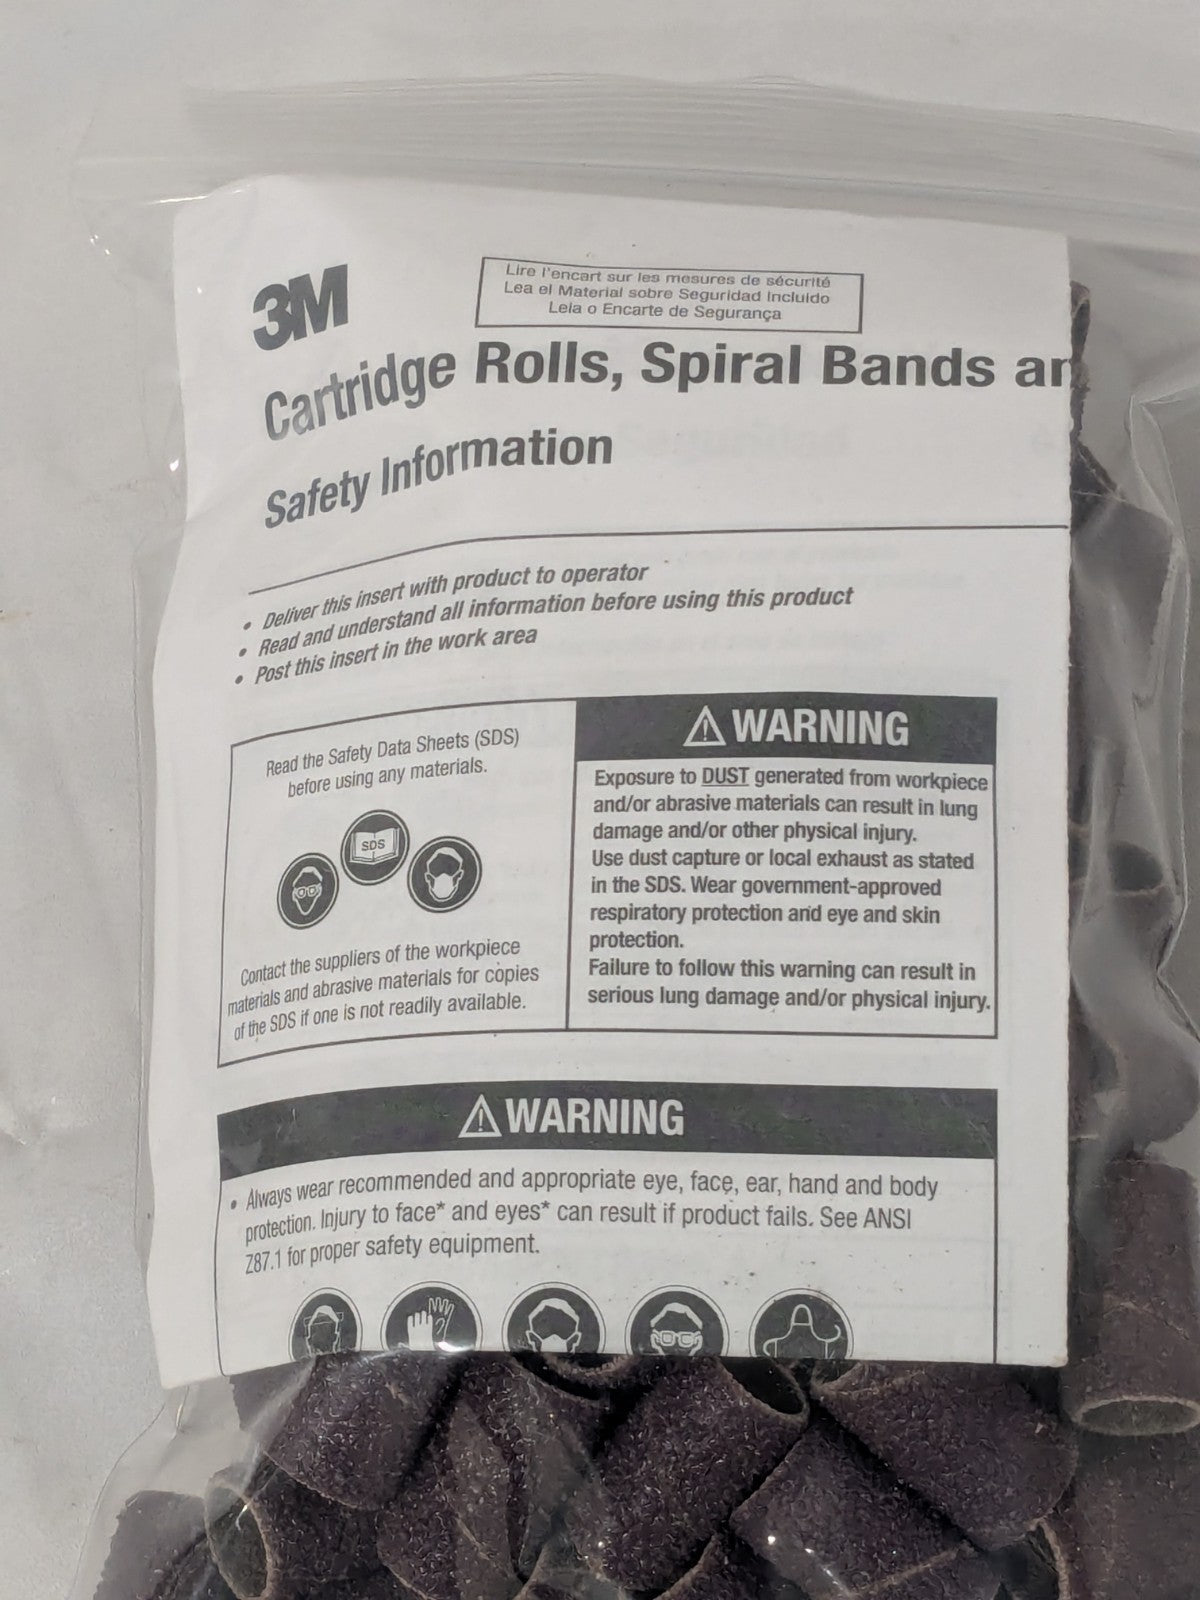 3M
Lire l'encart sur les mesures de sécurité
Lea el Material sobre Seguridad Incluido
Leia o Encarte de Segurança
Cartridge Rolls, Spiral Bands
Safety Information
• Deliver this insert with product to operator
• Read and understand all information before using this product
• Post this insert in the work area
Read the Safety Data Sheets (SDS)
before using any materials.
SDS
Contact the suppliers of the workpiece
materials and abrasive materials for copies
of the SDS if one is not readily available.
⚠ WARNING
Exposure to DUST generated from workpiece
and/or abrasive materials can result in lung
damage and/or other physical injury.
Use dust capture or local exhaust as stated
in the SDS. Wear government-approved
respiratory protection and eye and skin
protection.
Failure to follow this warning can result in
serious lung damage and/or physical injury.
⚠ WARNING
• Always wear recommended and appropriate eye, face, ear, hand and body
protection. Injury to face* and eyes* can result if product fails. See ANSI
Z87.1 for proper safety equipment.